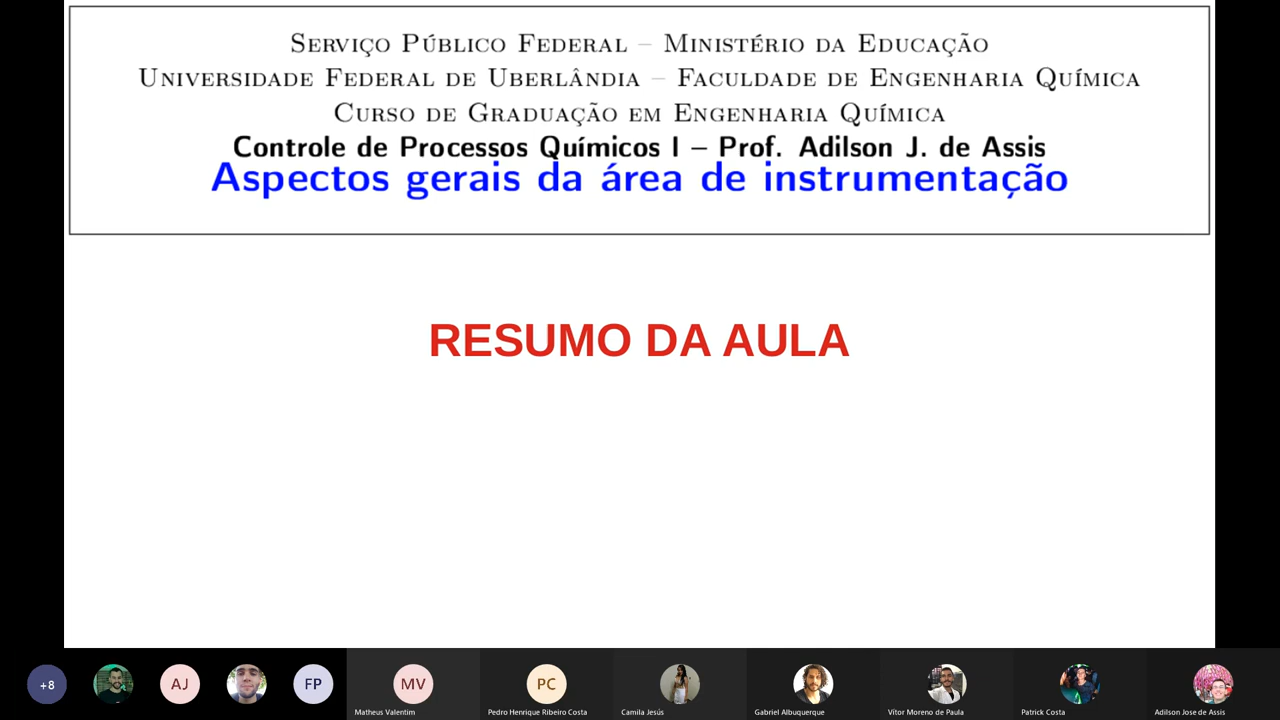 Serviço Público Federal – Ministério da Educação
Universidade Federal de Uberlândia – Faculdade de Engenharia Química
Curso de Graduação em Engenharia Química
Controle de Processos Químicos I – Prof. Adilson J. de Assis
Aspectos gerais da área de instrumentação
RESUMO DA AULA
+8
AJ
FP
MV
PC
Matheus Valentim
Pedro Henrique Ribeiro Costa
Camila Jesús
Gabriel Albuquerque
Vítor Moreno de Paula
Patrick Costa
Adilson Jose de Assis